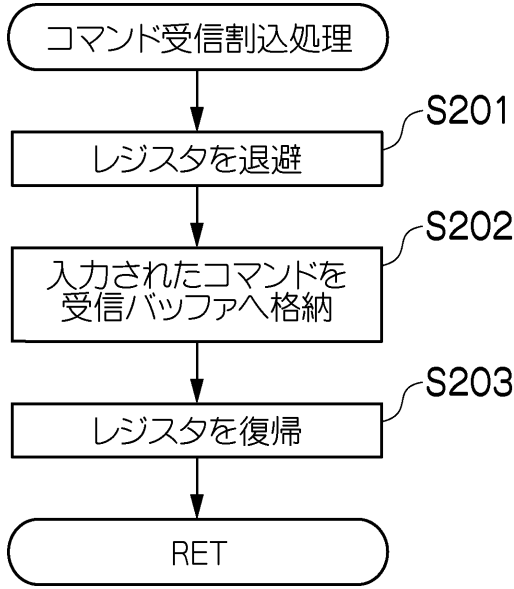 コマンド受信割込処理
S201
レジスタを退避
S202
入力されたコマンドを
受信バッファへ格納
S203
レジスタを復帰
RET